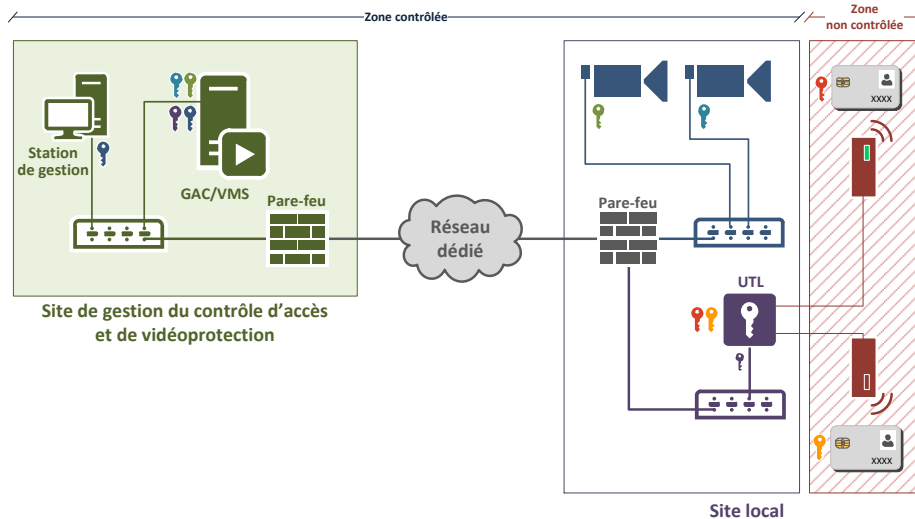 Zone contrôlée
Zone
non contrôlée
XXXX
Station
de gestion
GAC/VMS
Pare-feu
Pare-feu
Réseau
dédié
UTL
Site de gestion du contrôle d'accès
et de vidéoprotection
XXXX
Site local